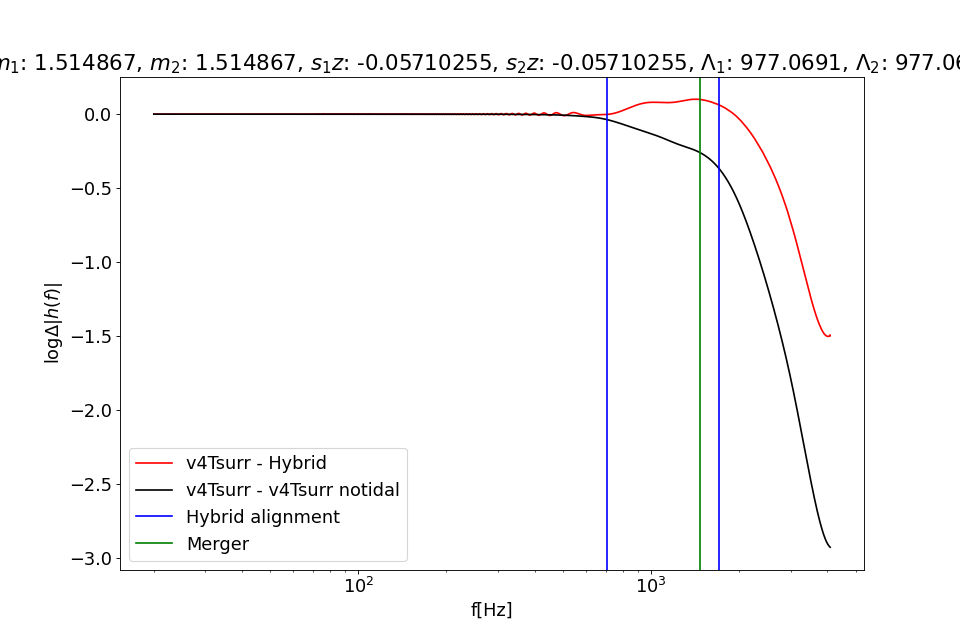 m₁: 1.514867, m₂: 1.514867, s₁z: -0.05710255, s₂z: -0.05710255, Λ₁: 977.0691, Λ₂: 977.06
0.0
−0.5
−1.0
−1.5
−2.0
−2.5
−3.0
logΔ|h(f)|
v4Tsurr - Hybrid
v4Tsurr - v4Tsurr notidal
Hybrid alignment
Merger
10²
10³
f[Hz]